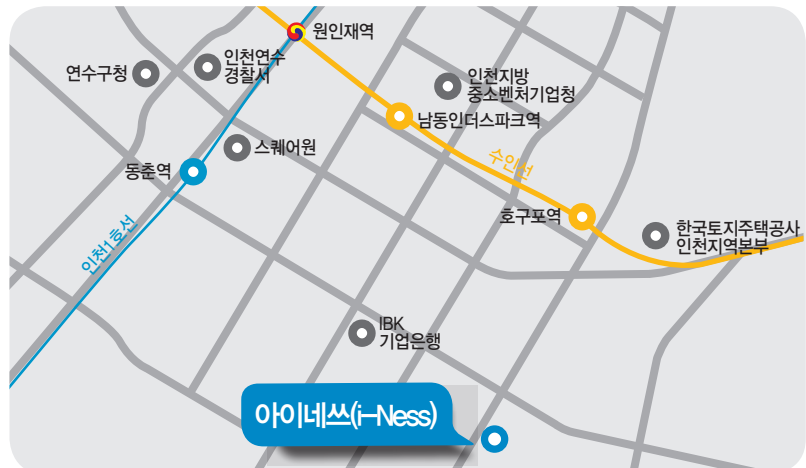 원인재역
연수구청
인천연수
경찰서
인천지방
중소벤처기업청
남동인더스파크역
스퀘어원
수인선
동춘역
호구포역
한국토지주택공사
인천지역본부
인천1호선
IBK
기업은행
아이네쓰(i-Ness)